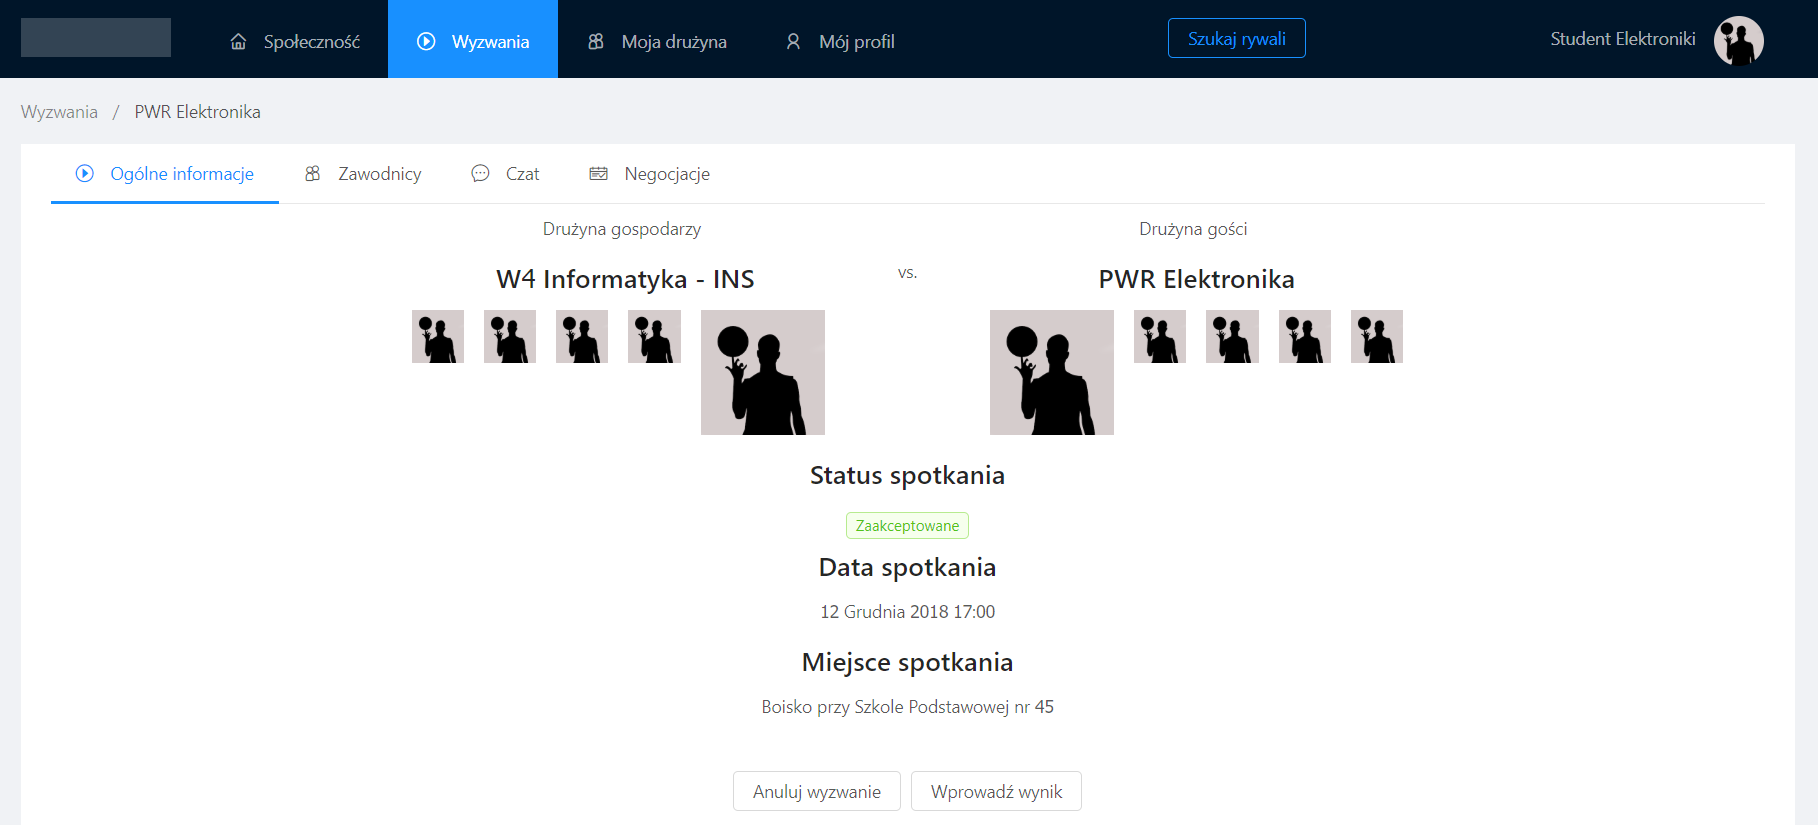 Społeczność Wyzwania Moja drużyna Mój profil Szukaj rywali Student Elektroniki
Wyzwania / PWR Elektronika
Ogólne informacje Zawodnicy Czat Negocjacje
Drużyna gospodarzy Drużyna gości
W4 Informatyka - INS vs. PWR Elektronika
Status spotkania
Zaakceptowane
Data spotkania
12 Grudnia 2018 17:00
Miejsce spotkania
Boisko przy Szkole Podstawowej nr 45
Anuluj wyzwanie Wprowadź wynik